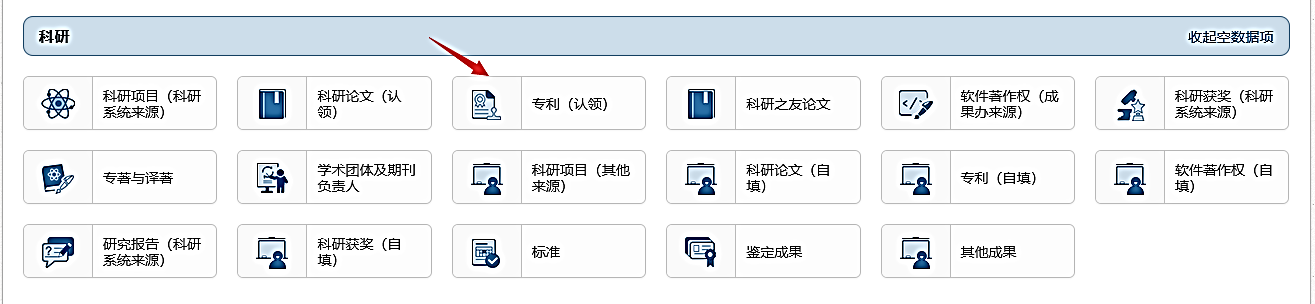 科研
收起空数据项
科研项目（科研
系统来源）
科研论文（认
领）
专利（认领）
科研之友论文
软件著作权（成
果办来源）
科研获奖（科研
系统来源）
专著与译著
学术团体及期刊
负责人
科研项目（其他
来源）
科研论文（自
填）
专利（自填）
软件著作权（自
填）
研究报告（科研
系统来源）
科研获奖（自
填）
标准
鉴定成果
其他成果